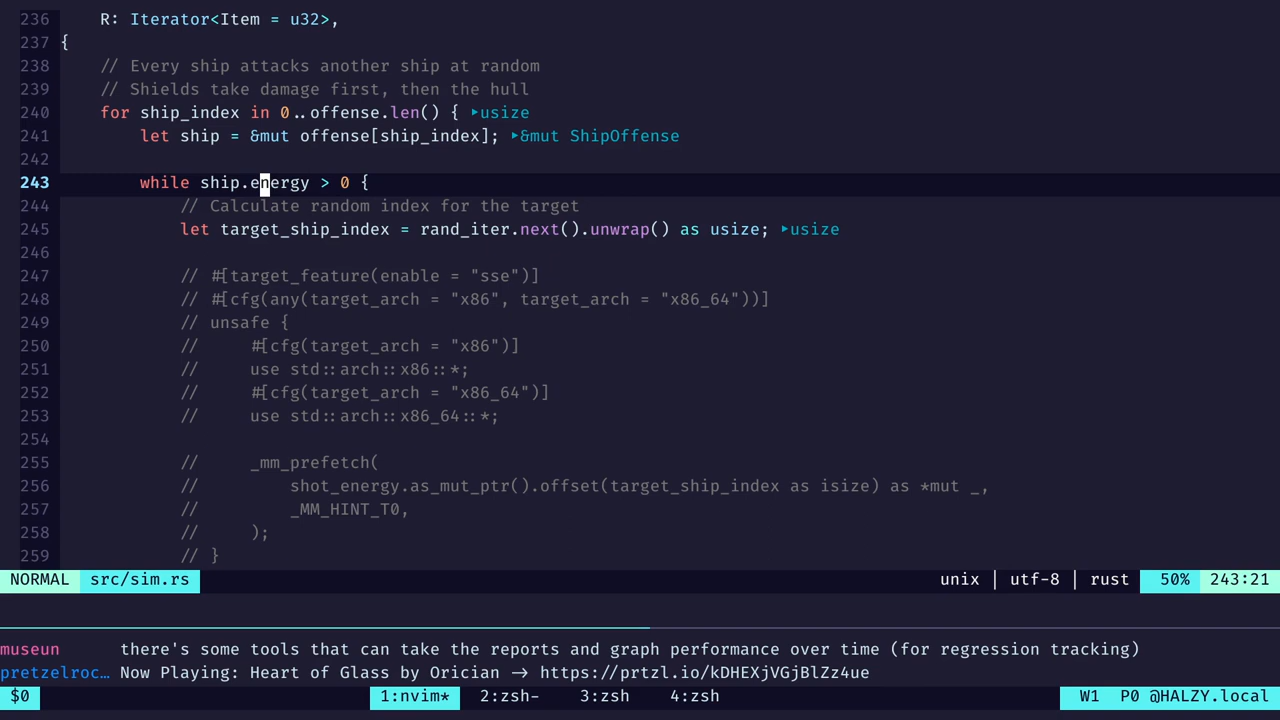 236     R: Iterator<Item = u32>,
237 {
238     // Every ship attacks another ship at random
239     // Shields take damage first, then the hull
240     for ship_index in 0..offense.len() { ▸usize
241         let ship = &mut offense[ship_index]; ▸&mut ShipOffense
242
243         while ship.energy > 0 {
244             // Calculate random index for the target
245             let target_ship_index = rand_iter.next().unwrap() as usize; ▸usize
246
247             // #[target_feature(enable = "sse")]
248             // #[cfg(any(target_arch = "x86", target_arch = "x86_64"))]
249             // unsafe {
250             //     #[cfg(target_arch = "x86")]
251             //     use std::arch::x86::*;
252             //     #[cfg(target_arch = "x86_64")]
253             //     use std::arch::x86_64::*;
254
255             //     _mm_prefetch(
256             //         shot_energy.as_mut_ptr().offset(target_ship_index as isize) as *mut _,
257             //         _MM_HINT_T0,
258             //     );
259             // }
NORMAL src/sim.rs unix | utf-8 | rust 50% 243:21
museun there's some tools that can take the reports and graph performance over time (for regression tracking)
pretzelroc… Now Playing: Heart of Glass by Orician -> https://prtzl.io/kDHEXjVGjBlZz4ue
$0 1:nvim* 2:zsh- 3:zsh 4:zsh W1 P0 @HALZY.local